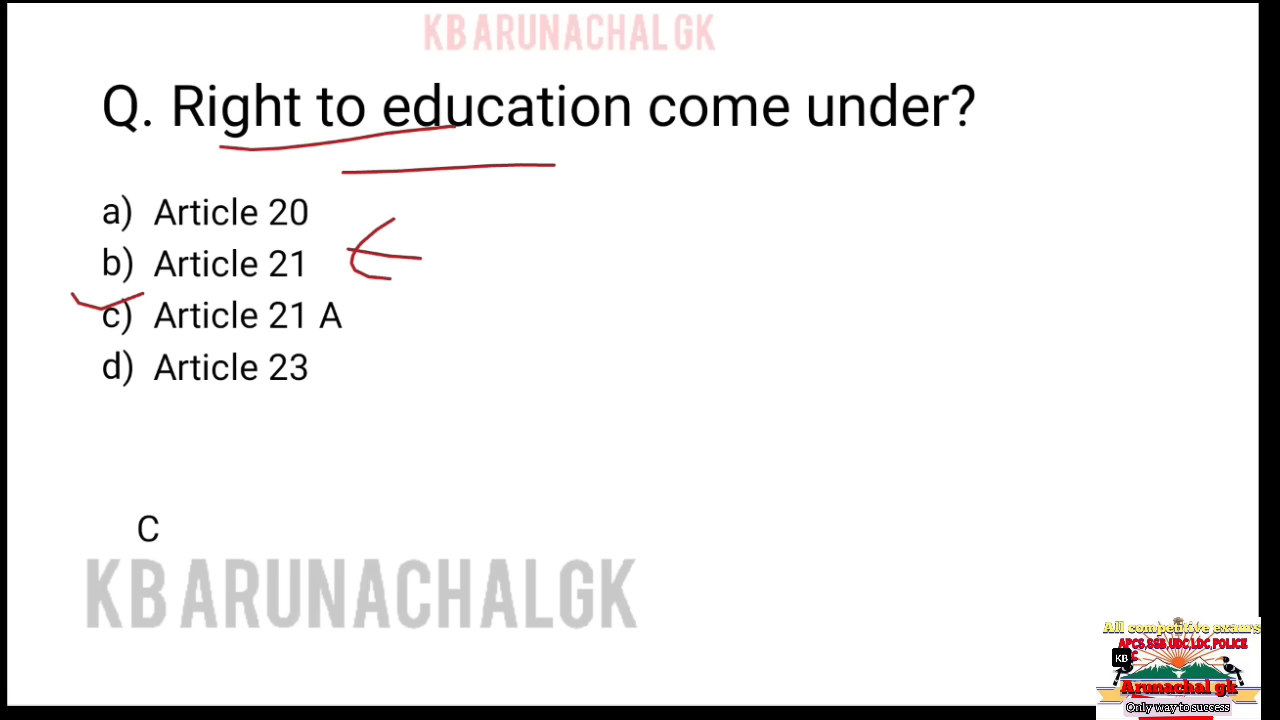 KB ARUNACHAL GK
Q. Right to education come under?
a) Article 20
b) Article 21
c) Article 21 A
d) Article 23
C
KB ARUNACHAL GK
All competitive exams
APCS,SSB,UDC,LDC,POLICE
KB
Arunachal gk
Only way to success